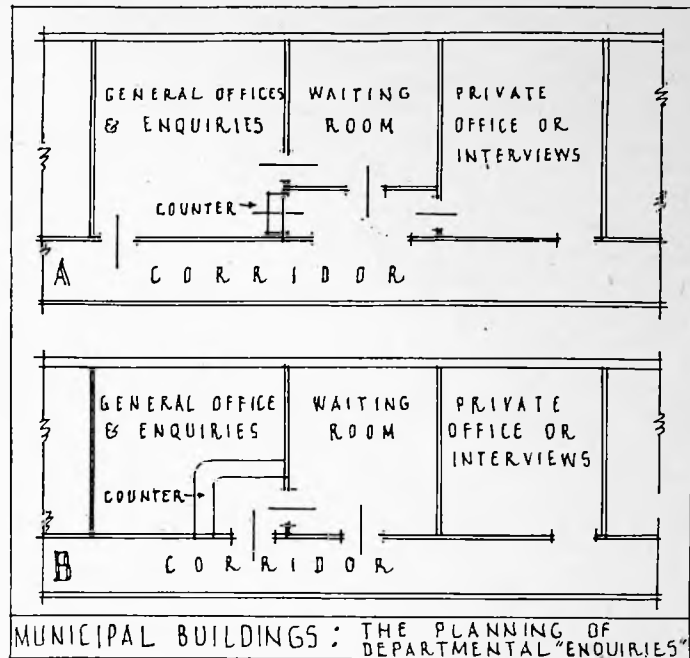 GENERAL OFFICES
& ENQUIRIES
WAITING
ROOM
PRIVATE
OFFICE OR
INTERVIEWS
COUNTER
A
CORRIDOR
GENERAL OFFICE
& ENQUIRIES
WAITING
ROOM
PRIVATE
OFFICE OR
INTERVIEWS
COUNTER
B
CORRIDOR
MUNICIPAL BUILDINGS: THE PLANNING OF
DEPARTMENTAL "ENQUIRIES"